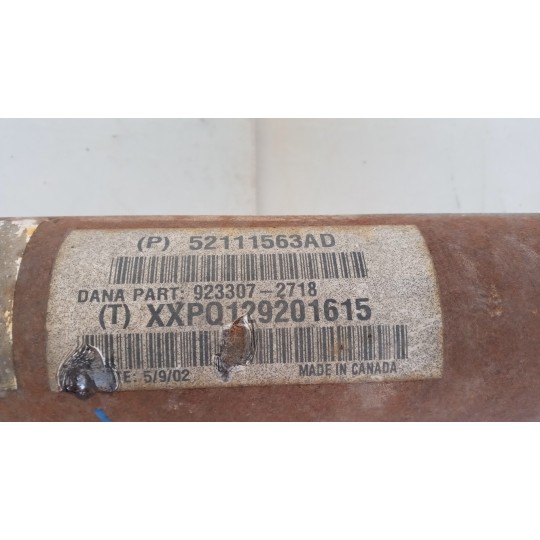 (P) 52111563AD
DANA PART: 923307-2718
(T) XXPQ129201615
TE: 5/9/02
MADE IN CANADA